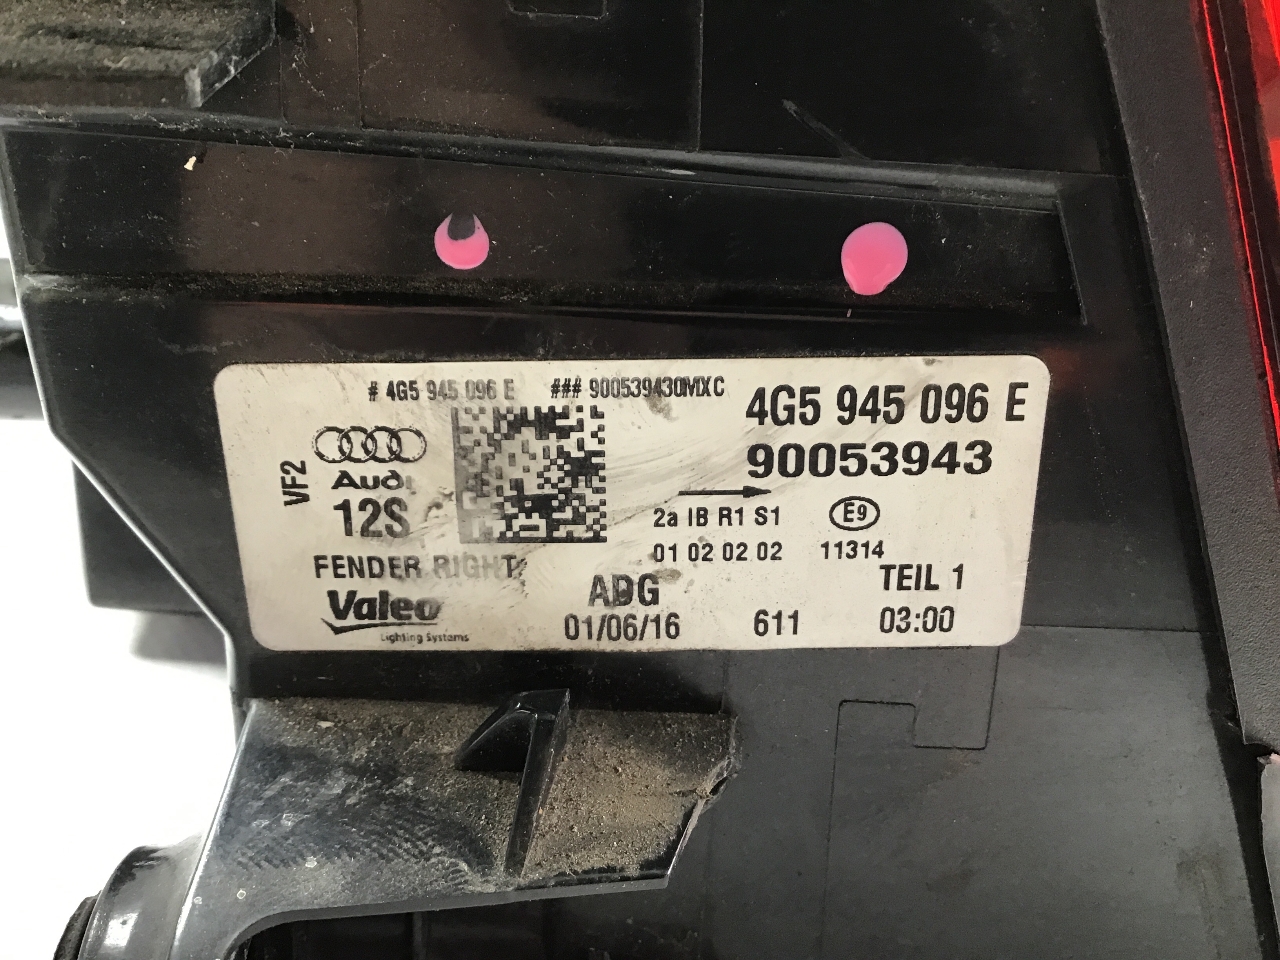 # 4G5 945 096 E ### 900539430MXC
4G5 945 096 E
90053943
VF2
Audi
12S
2a IB R1 S1
E9
01 02 02 02
11314
FENDER RIGHT
ADG
TEIL 1
Valeo
Lighting Systems
01/06/16
611
03:00